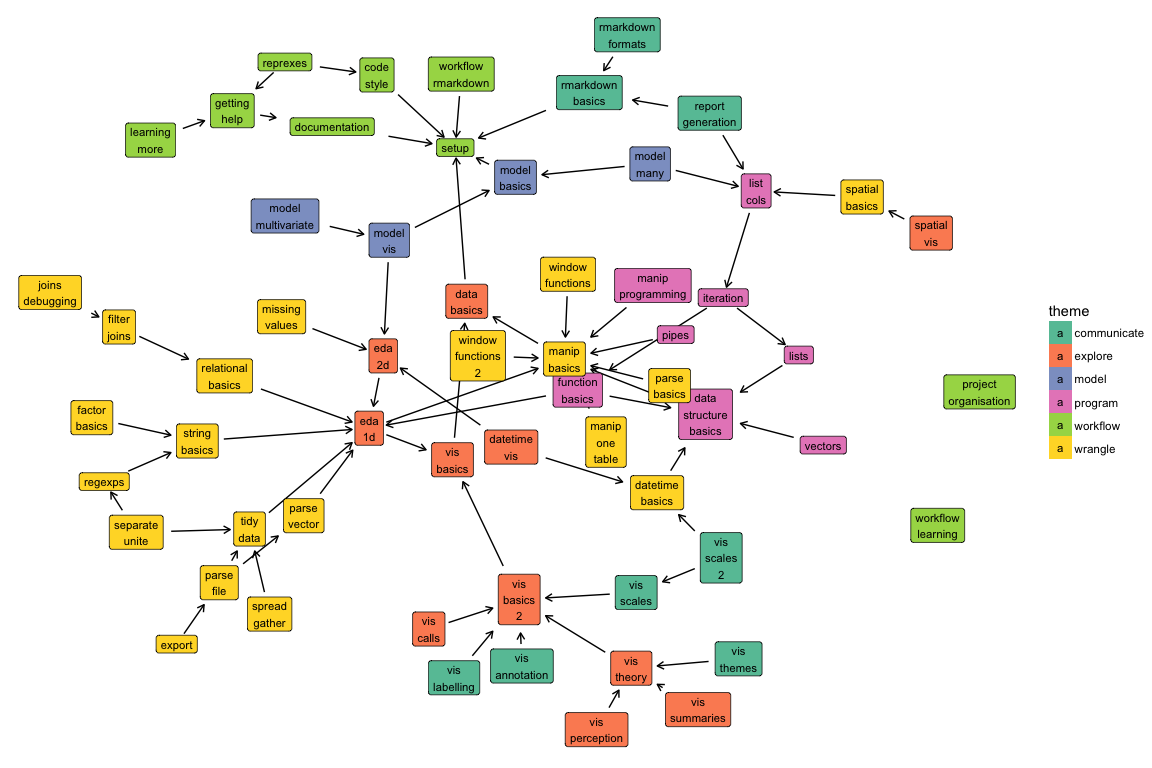 rmarkdown
formats
reprexes
code
style
workflow
rmarkdown
rmarkdown
basics
getting
help
report
generation
learning
more
documentation
setup
model
basics
model
many
list
cols
spatial
basics
spatial
vis
model
multivariate
model
vis
joins
debugging
filter
joins
missing
values
data
basics
window
functions
manip
programming
iteration
pipes
window
functions
2
manip
basics
lists
eda
2d
relational
basics
function
basics
parse
basics
data
structure
basics
project
organisation
factor
basics
string
basics
eda
1d
vis
basics
datetime
vis
manip
one
table
vectors
regexps
datetime
basics
separate
unite
tidy
data
parse
vector
workflow
learning
parse
file
spread
gather
export
vis
scales
2
vis
scales
vis
basics
2
vis
calls
vis
labelling
vis
annotation
vis
theory
vis
themes
vis
summaries
vis
perception
theme
a communicate
a explore
a model
a program
a workflow
a wrangle